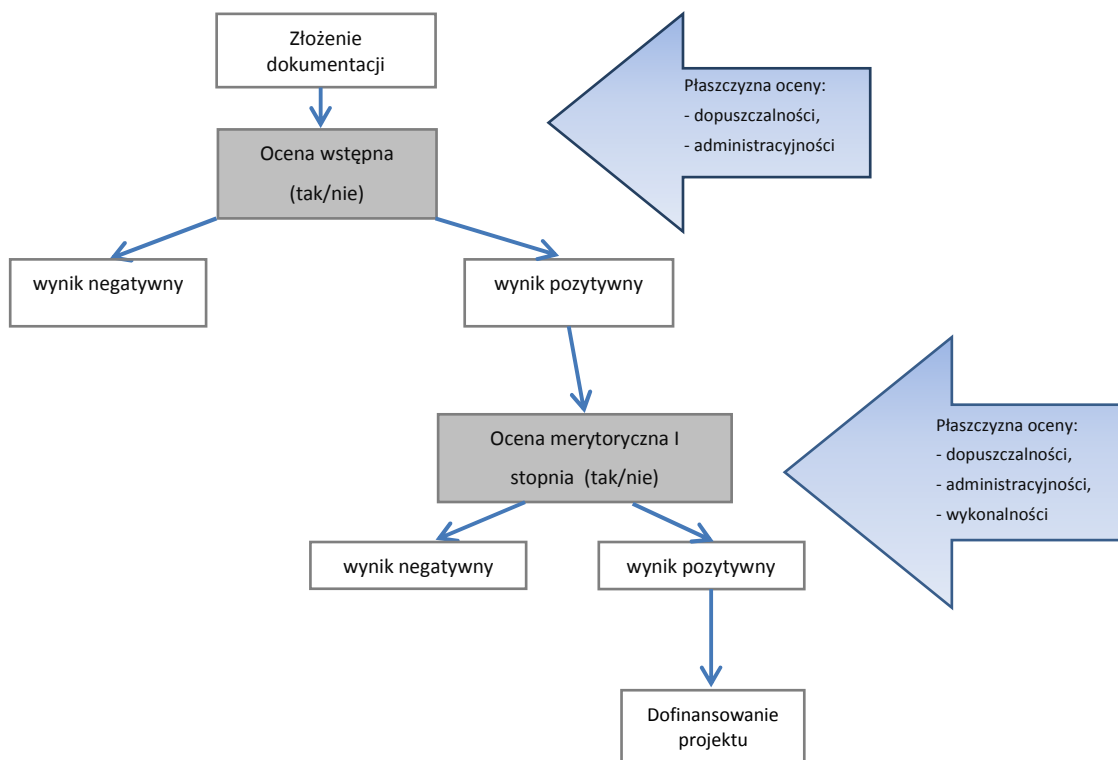 Złożenie
dokumentacji
Płaszczyzna oceny:
- dopuszczalności,
- administracyjności
Ocena wstępna
(tak/nie)
wynik negatywny
wynik pozytywny
Ocena merytoryczna I
stopnia (tak/nie)
Płaszczyzna oceny:
- dopuszczalności,
- administracyjności,
- wykonalności
wynik negatywny
wynik pozytywny
Dofinansowanie
projektu